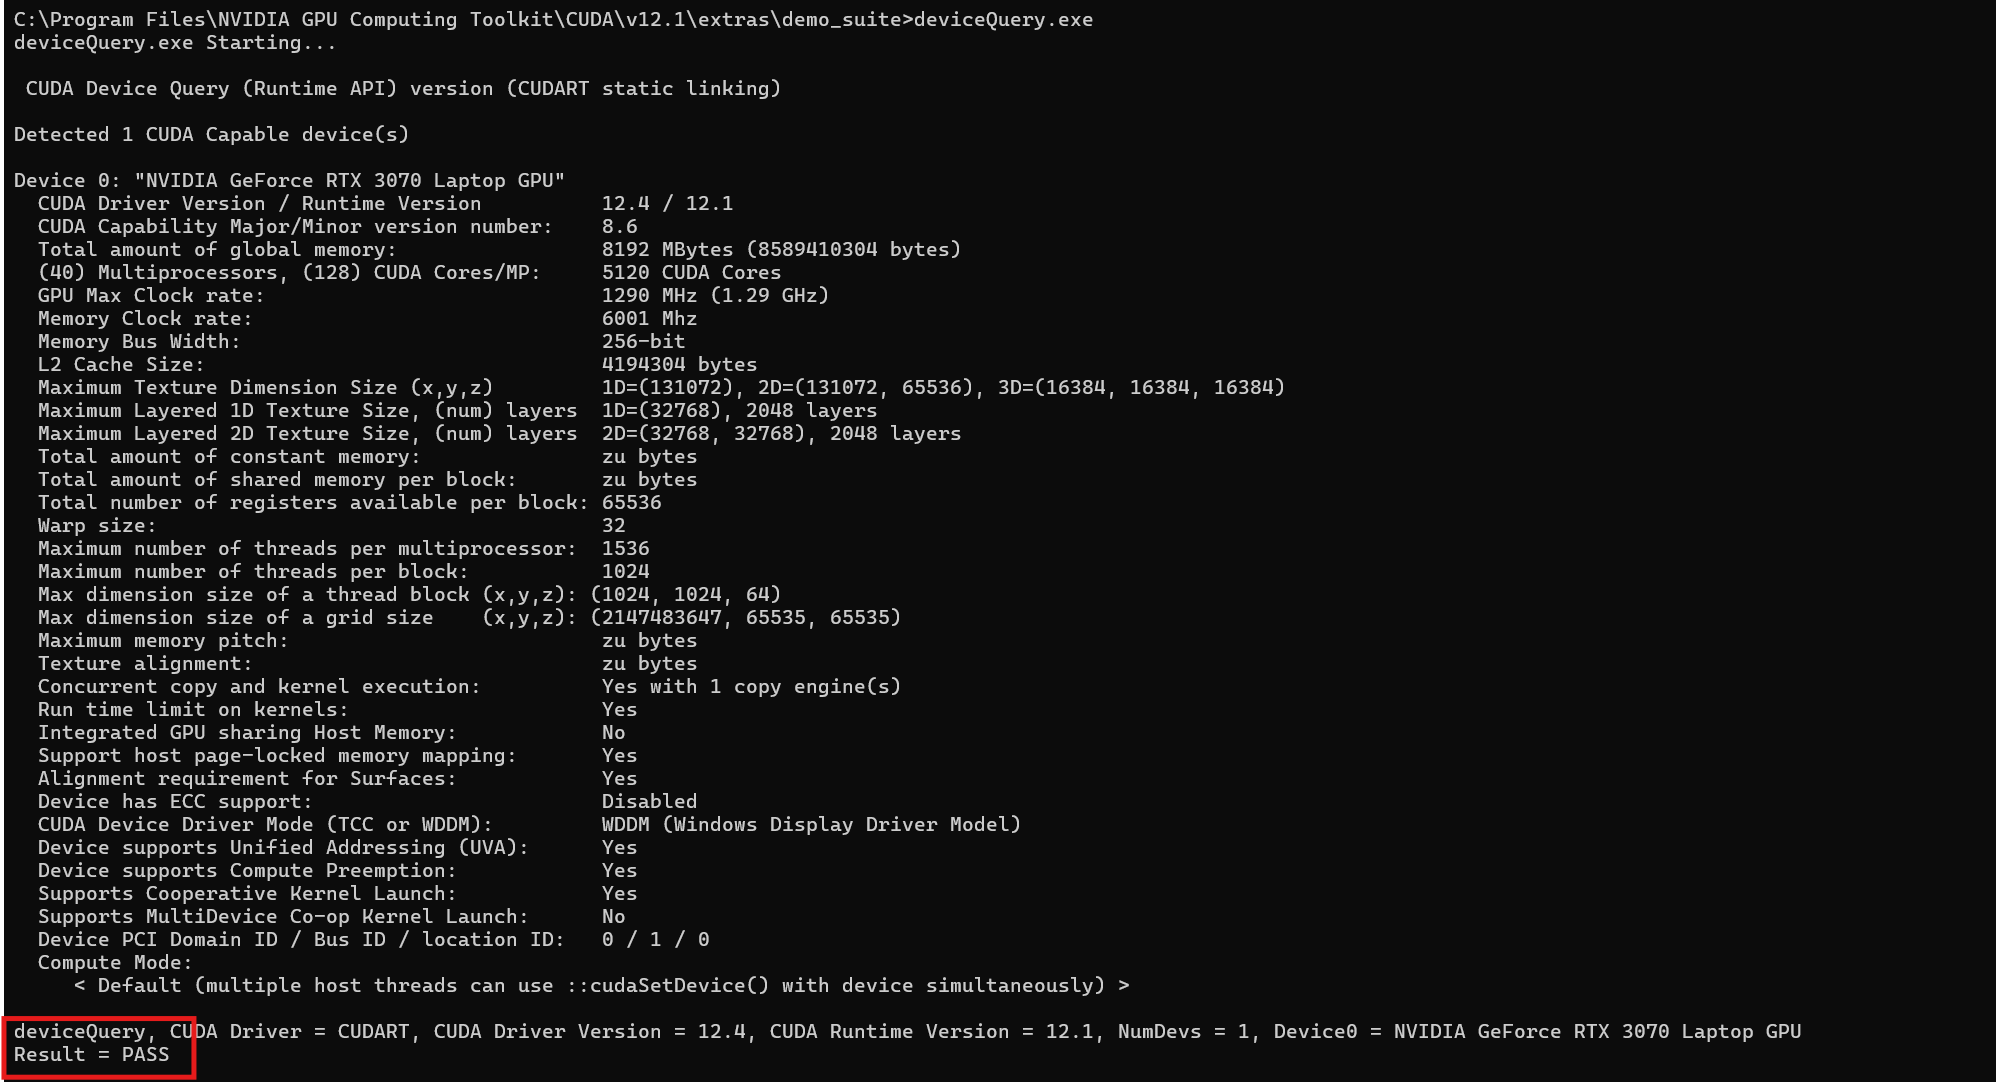 C:\Program Files\NVIDIA GPU Computing Toolkit\CUDA\v12.1\extras\demo_suite>deviceQuery.exe
deviceQuery.exe Starting...
CUDA Device Query (Runtime API) version (CUDART static linking)
Detected 1 CUDA Capable device(s)
Device 0: "NVIDIA GeForce RTX 3070 Laptop GPU"
CUDA Driver Version / Runtime Version 12.4 / 12.1
CUDA Capability Major/Minor version number: 8.6
Total amount of global memory: 8192 MBytes (8589410304 bytes)
(40) Multiprocessors, (128) CUDA Cores/MP: 5120 CUDA Cores
GPU Max Clock rate: 1290 MHz (1.29 GHz)
Memory Clock rate: 6001 Mhz
Memory Bus Width: 256-bit
L2 Cache Size: 4194304 bytes
Maximum Texture Dimension Size (x,y,z) 1D=(131072), 2D=(131072, 65536), 3D=(16384, 16384, 16384)
Maximum Layered 1D Texture Size, (num) layers 1D=(32768), 2048 layers
Maximum Layered 2D Texture Size, (num) layers 2D=(32768, 32768), 2048 layers
Total amount of constant memory: zu bytes
Total amount of shared memory per block: zu bytes
Total number of registers available per block: 65536
Warp size: 32
Maximum number of threads per multiprocessor: 1536
Maximum number of threads per block: 1024
Max dimension size of a thread block (x,y,z): (1024, 1024, 64)
Max dimension size of a grid size (x,y,z): (2147483647, 65535, 65535)
Maximum memory pitch: zu bytes
Texture alignment: zu bytes
Concurrent copy and kernel execution: Yes with 1 copy engine(s)
Run time limit on kernels: Yes
Integrated GPU sharing Host Memory: No
Support host page-locked memory mapping: Yes
Alignment requirement for Surfaces: Yes
Device has ECC support: Disabled
CUDA Device Driver Mode (TCC or WDDM): WDDM (Windows Display Driver Model)
Device supports Unified Addressing (UVA): Yes
Device supports Compute Preemption: Yes
Supports Cooperative Kernel Launch: Yes
Supports MultiDevice Co-op Kernel Launch: No
Device PCI Domain ID / Bus ID / location ID: 0 / 1 / 0
Compute Mode:
< Default (multiple host threads can use ::cudaSetDevice() with device simultaneously) >
deviceQuery, CUDA Driver = CUDART, CUDA Driver Version = 12.4, CUDA Runtime Version = 12.1, NumDevs = 1, Device0 = NVIDIA GeForce RTX 3070 Laptop GPU
Result = PASS